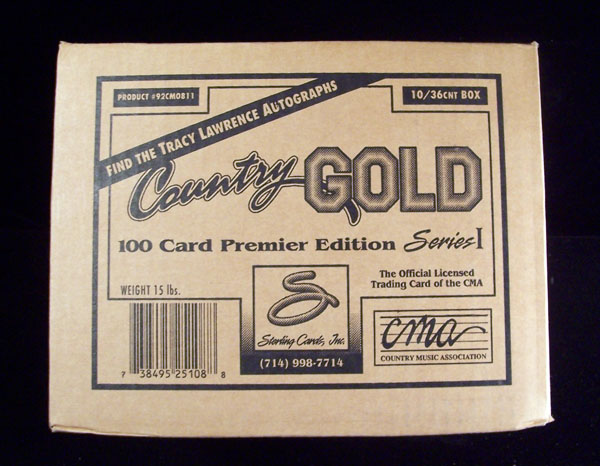 PRODUCT #92CM0811
10/36CNT BOX
FIND THE TRACY LAWRENCE AUTOGRAPHS
Country GOLD
100 Card Premier Edition Series I
WEIGHT 15 lbs.
The Official Licensed
Trading Card of the CMA
Sterling Cards, Inc.
(714) 998-7714
cma
COUNTRY MUSIC ASSOCIATION
7 38495 25108 8